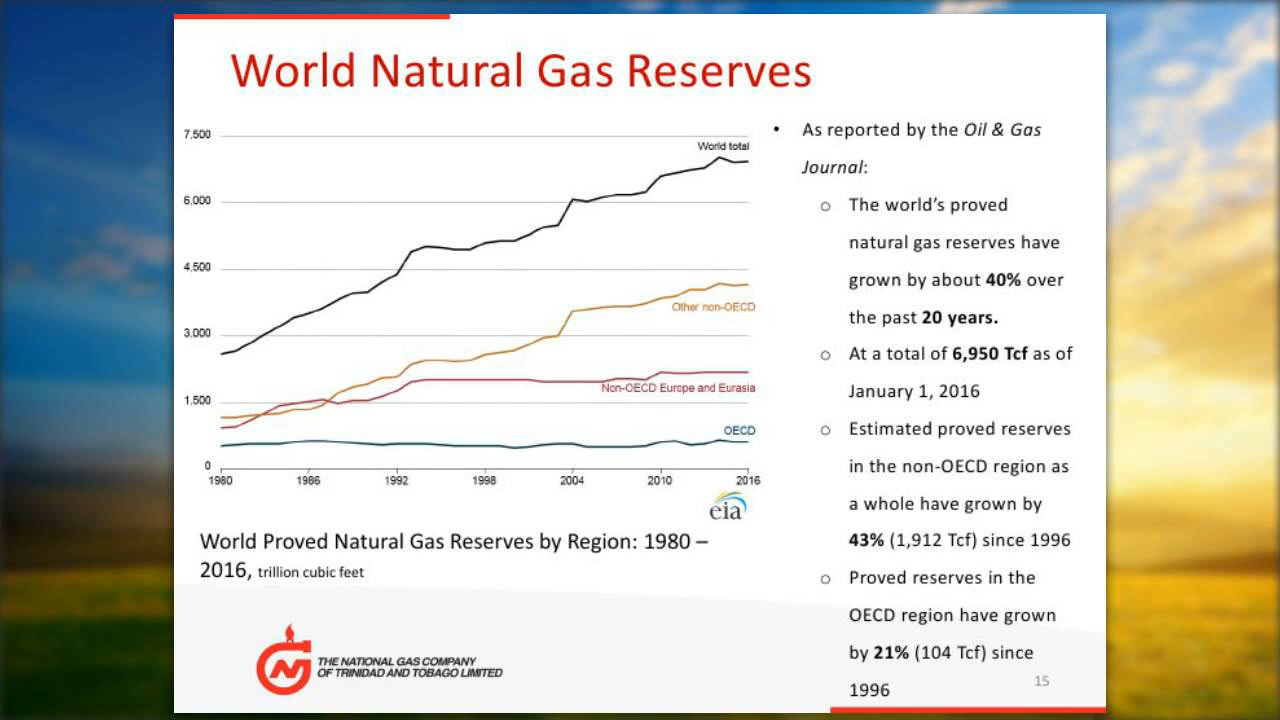 World Natural Gas Reserves
7,500
6,000
4,500
3,000
1,500
0
World total
Other non-OECD
Non-OECD Europe and Eurasia
OECD
1980 1986 1992 1998 2004 2010 2016
eia
World Proved Natural Gas Reserves by Region: 1980 –
2016, trillion cubic feet
• As reported by the Oil & Gas
Journal:
o The world's proved
natural gas reserves have
grown by about 40% over
the past 20 years.
o At a total of 6,950 Tcf as of
January 1, 2016
o Estimated proved reserves
in the non-OECD region as
a whole have grown by
43% (1,912 Tcf) since 1996
o Proved reserves in the
OECD region have grown
by 21% (104 Tcf) since
1996
THE NATIONAL GAS COMPANY
OF TRINIDAD AND TOBAGO LIMITED
15